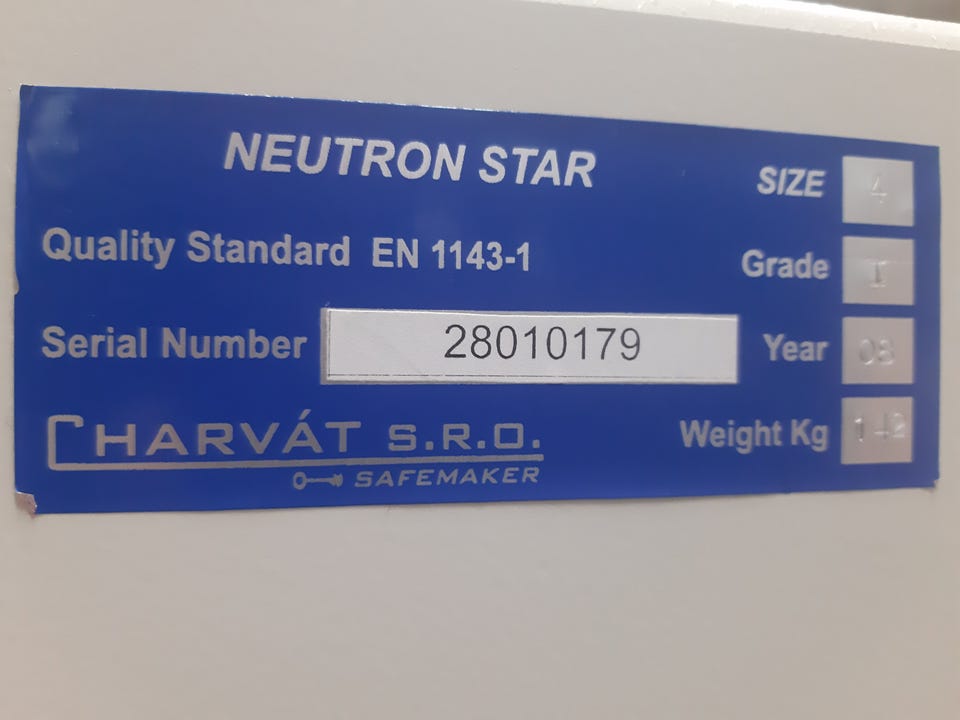 NEUTRON STAR
SIZE 4
Quality Standard EN 1143-1
Grade I
Serial Number 28010179
Year 08
CHARVÁT S.R.O.
SAFEMAKER
Weight Kg 142